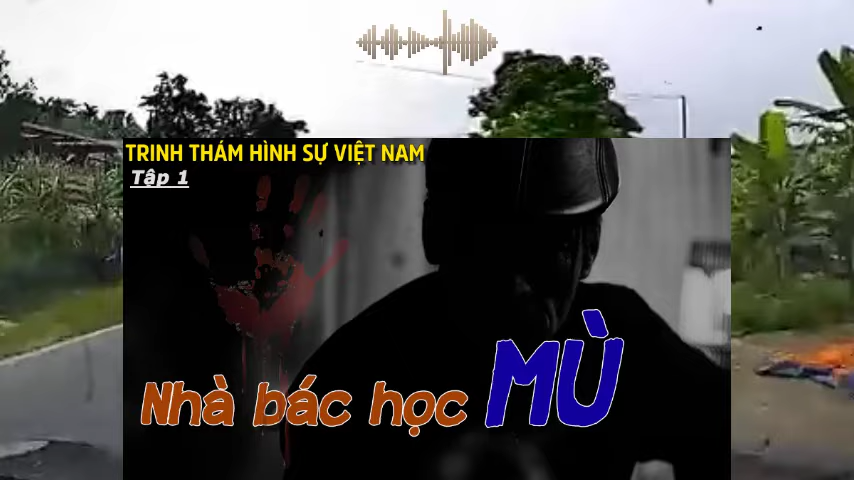 TRINH THÁM HÌNH SỰ VIỆT NAM
Tập 1
Nhà bác học MÙ